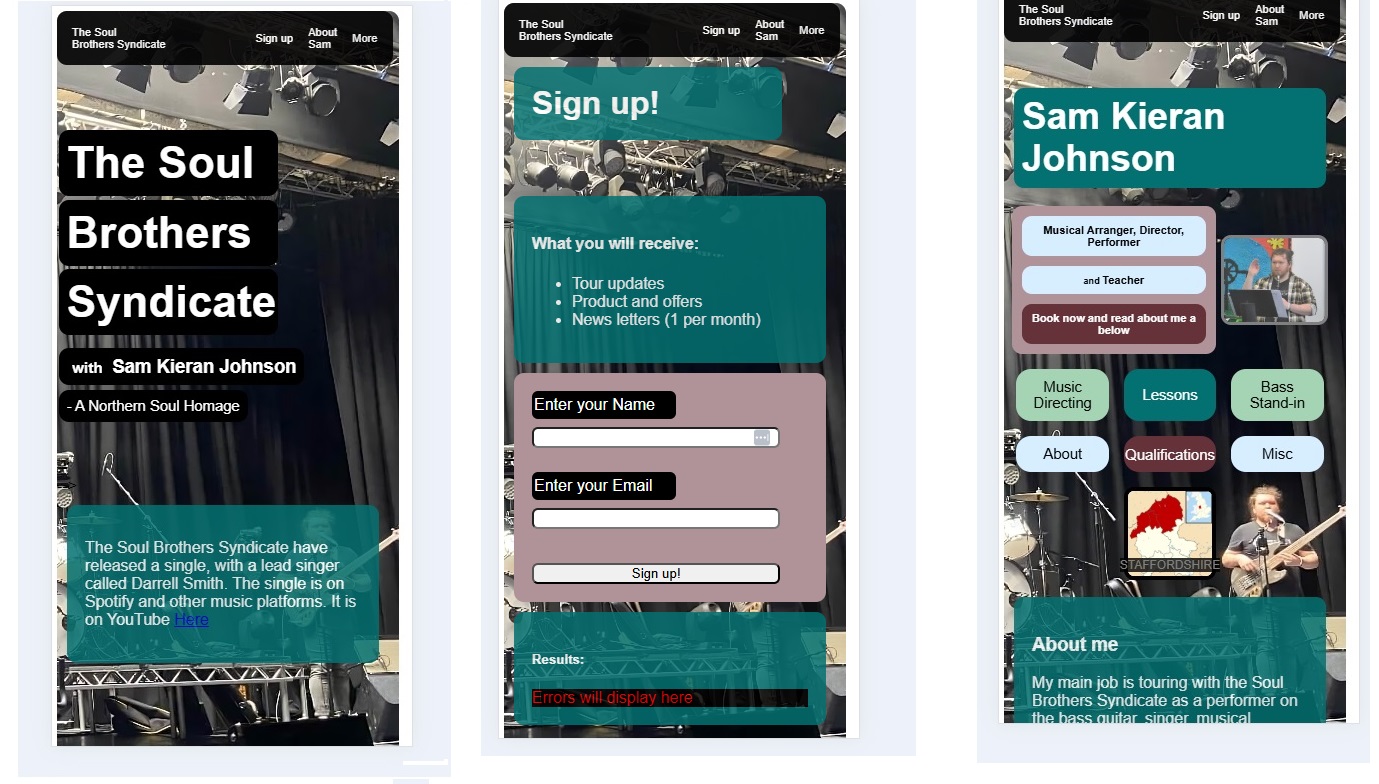 The Soul
Brothers Syndicate
Sign up
About
Sam
More
The Soul
Brothers
Syndicate
with Sam Kieran Johnson
- A Northern Soul Homage
The Soul Brothers Syndicate have
released a single, with a lead singer
called Darrell Smith. The single is on
Spotify and other music platforms. It is
on YouTube Here
The Soul
Brothers Syndicate
Sign up
About
Sam
More
Sign up!
What you will receive:
• Tour updates
• Product and offers
• News letters (1 per month)
Enter your Name
Enter your Email
Sign up!
Results:
Errors will display here
The Soul
Brothers Syndicate
Sign up
About
Sam
More
Sam Kieran
Johnson
Musical Arranger, Director,
Performer
and Teacher
Book now and read about me a
below
Music
Directing
Lessons
Bass
Stand-in
About
Qualifications
Misc
STAFFORDSHIRE
About me
My main job is touring with the Soul
Brothers Syndicate as a performer on
the bass guitar, singer, musical